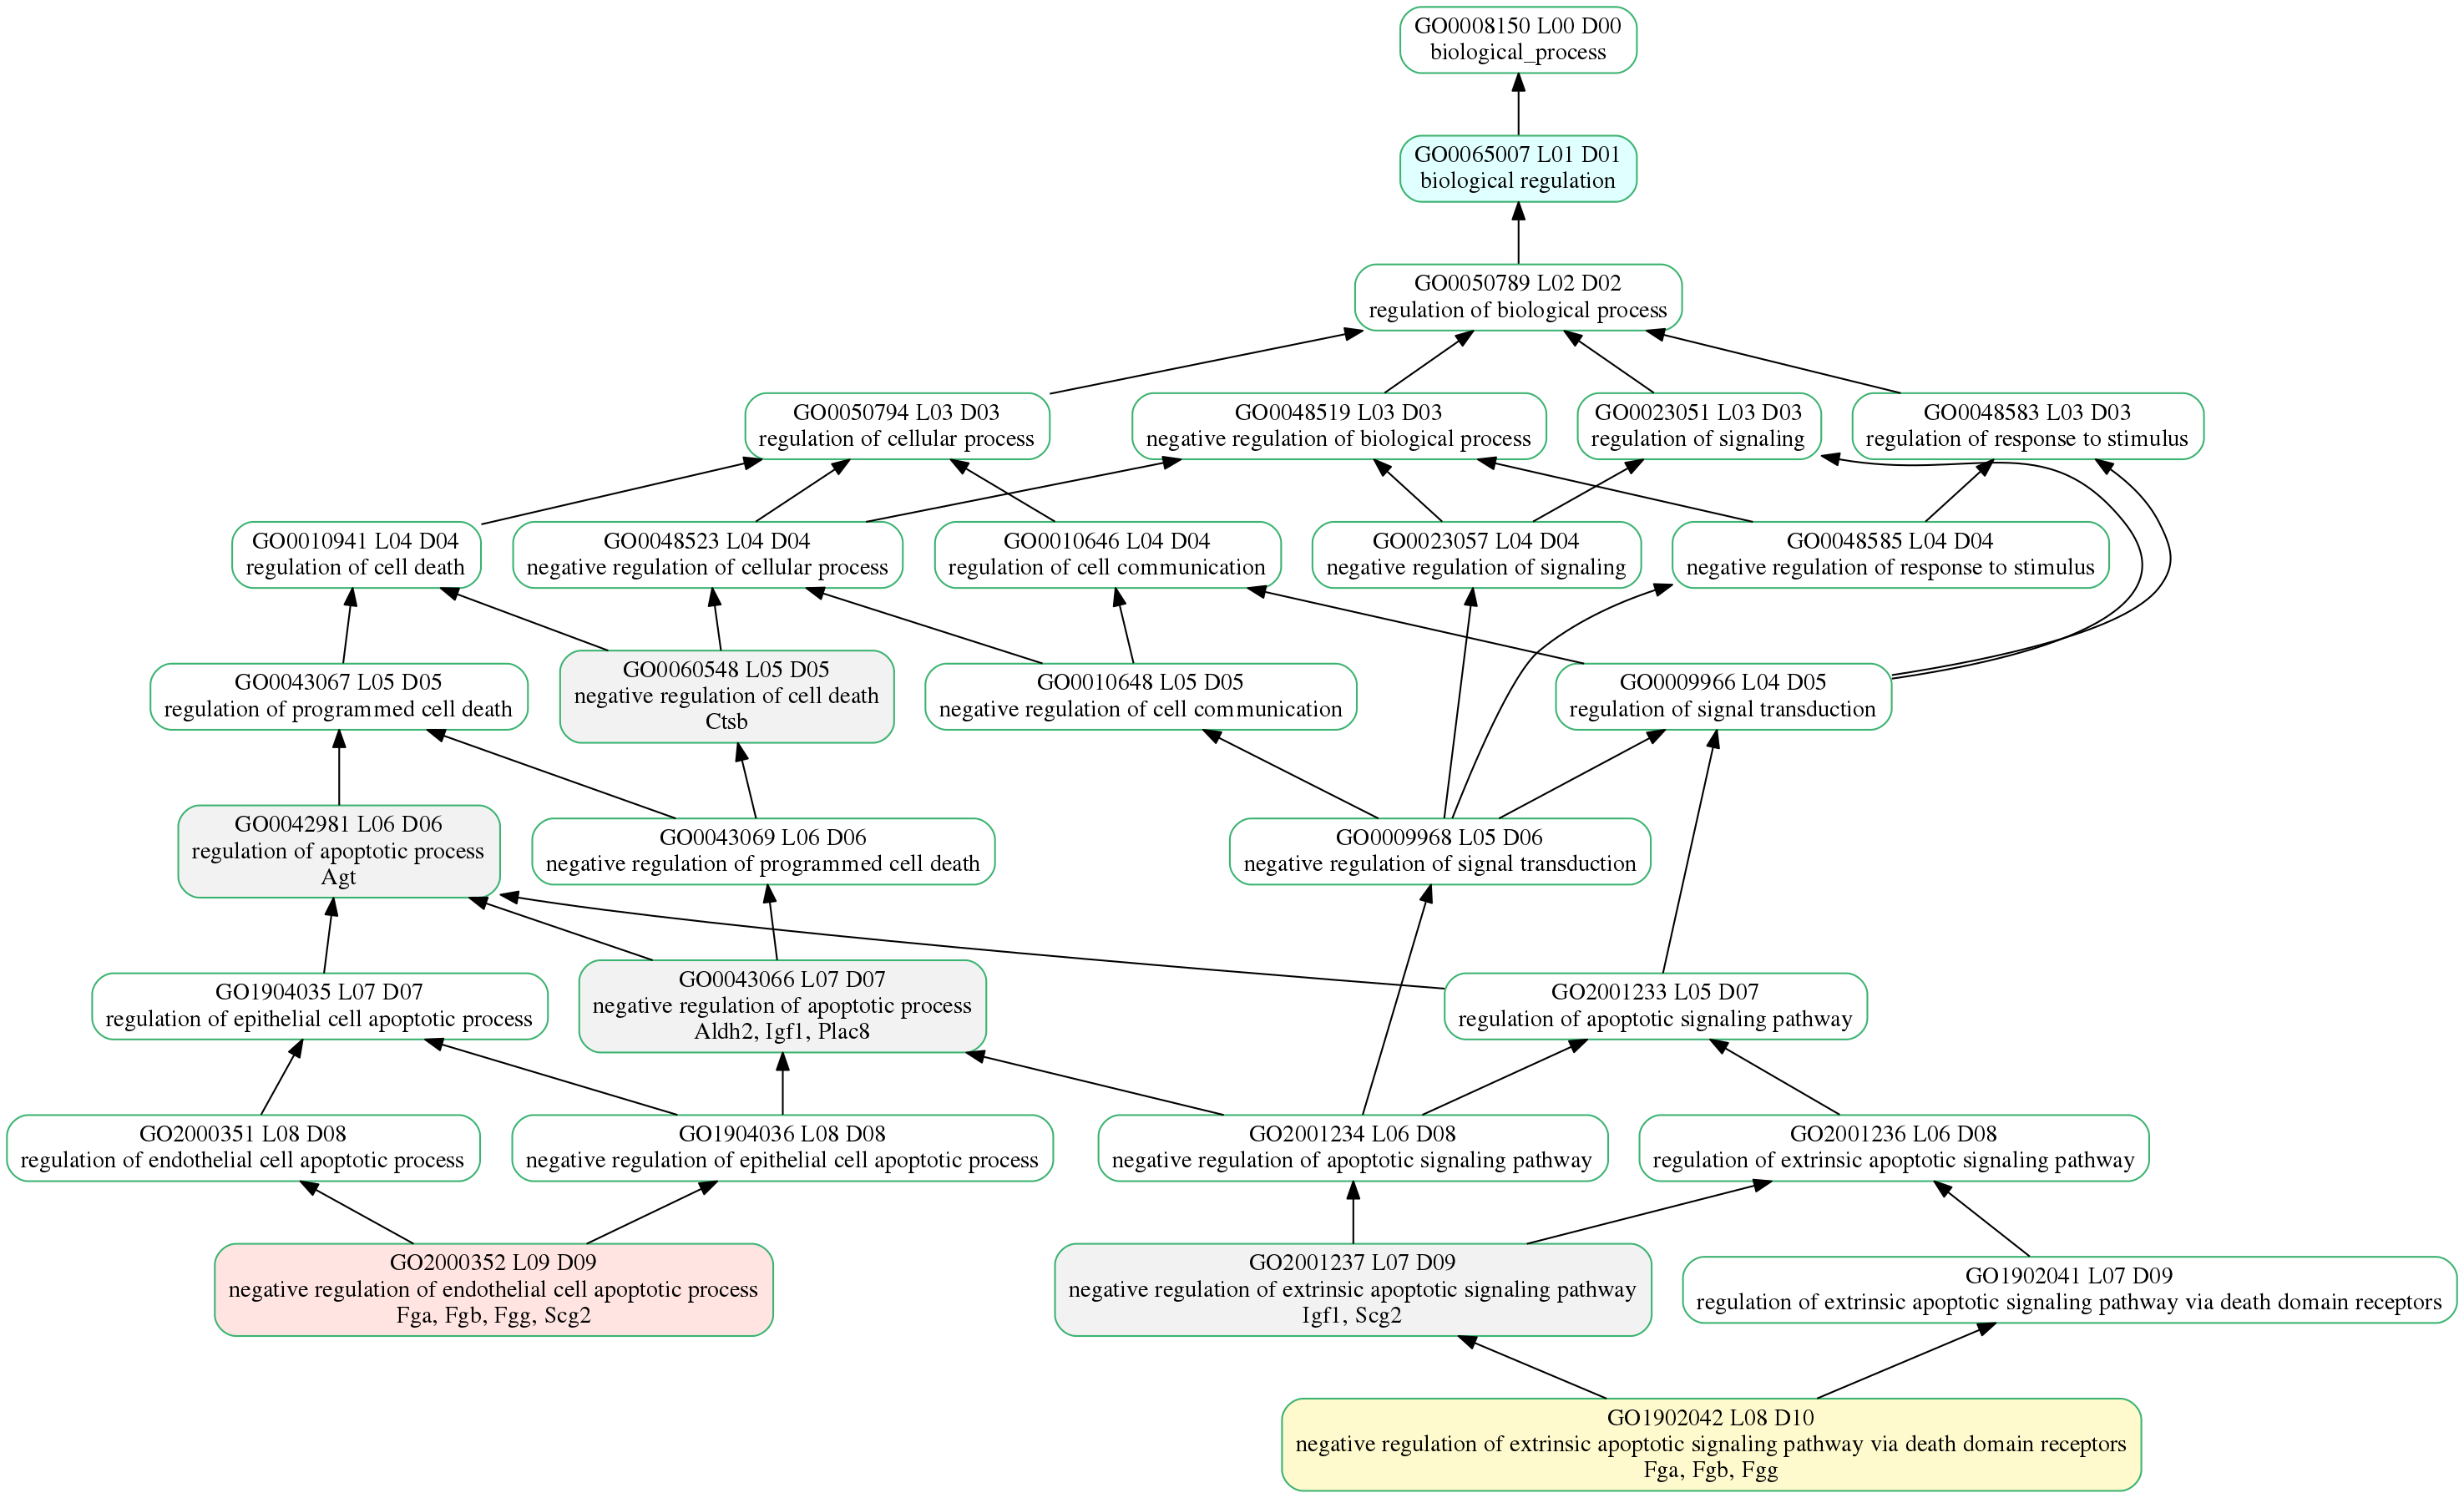 GO0008150 L00 D00
biological_process
GO0065007 L01 D01
biological regulation
GO0050789 L02 D02
regulation of biological process
GO0050794 L03 D03
regulation of cellular process
GO0048519 L03 D03
negative regulation of biological process
GO0023051 L03 D03
regulation of signaling
GO0048583 L03 D03
regulation of response to stimulus
GO0010941 L04 D04
regulation of cell death
GO0048523 L04 D04
negative regulation of cellular process
GO0010646 L04 D04
regulation of cell communication
GO0023057 L04 D04
negative regulation of signaling
GO0048585 L04 D04
negative regulation of response to stimulus
GO0043067 L05 D05
regulation of programmed cell death
GO0060548 L05 D05
negative regulation of cell death
Ctsb
GO0010648 L05 D05
negative regulation of cell communication
GO0009966 L04 D05
regulation of signal transduction
GO0042981 L06 D06
regulation of apoptotic process
Agt
GO0043069 L06 D06
negative regulation of programmed cell death
GO0009968 L05 D06
negative regulation of signal transduction
GO1904035 L07 D07
regulation of epithelial cell apoptotic process
GO0043066 L07 D07
negative regulation of apoptotic process
Aldh2, Igf1, Plac8
GO2001233 L05 D07
regulation of apoptotic signaling pathway
GO2000351 L08 D08
regulation of endothelial cell apoptotic process
GO1904036 L08 D08
negative regulation of epithelial cell apoptotic process
GO2001234 L06 D08
negative regulation of apoptotic signaling pathway
GO2001236 L06 D08
regulation of extrinsic apoptotic signaling pathway
GO2000352 L09 D09
negative regulation of endothelial cell apoptotic process
Fga, Fgb, Fgg, Scg2
GO2001237 L07 D09
negative regulation of extrinsic apoptotic signaling pathway
Igf1, Scg2
GO1902041 L07 D09
regulation of extrinsic apoptotic signaling pathway via death domain receptors
GO1902042 L08 D10
negative regulation of extrinsic apoptotic signaling pathway via death domain receptors
Fga, Fgb, Fgg